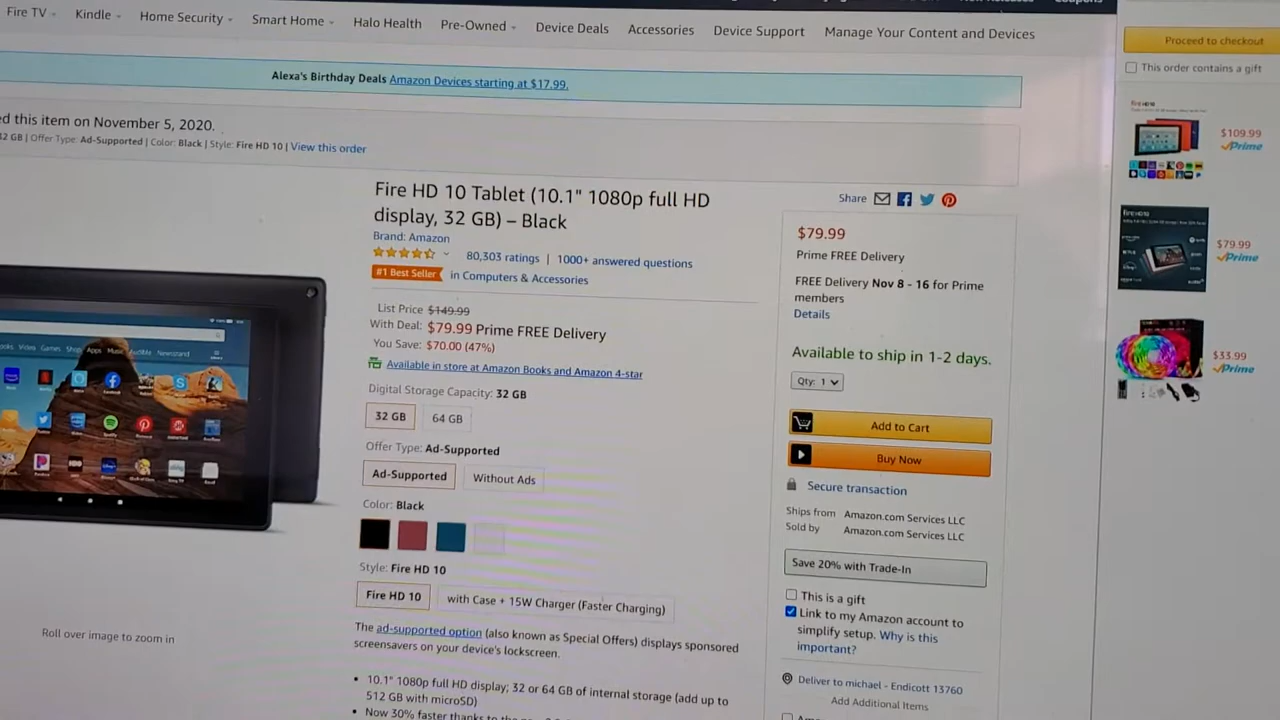 Fire TV
Kindle
Home Security
Smart Home
Halo Health
Pre-Owned
Device Deals
Accessories
Device Support
Manage Your Content and Devices
Coupons
Alexa's Birthday Deals Amazon Devices starting at $17.99.
this item on November 5, 2020.
GB | Offer Type: Ad-Supported | Color: Black | Style: Fire HD 10 | View this order
Fire HD 10 Tablet (10.1" 1080p full HD
display, 32 GB) – Black
Brand: Amazon
80,303 ratings | 1000+ answered questions
#1 Best Seller in Computers & Accessories
List Price $149.99
With Deal: $79.99 Prime FREE Delivery
You Save: $70.00 (47%)
Available in store at Amazon Books and Amazon 4-star
Digital Storage Capacity: 32 GB
32 GB
64 GB
Offer Type: Ad-Supported
Ad-Supported
Without Ads
Color: Black
Style: Fire HD 10
Fire HD 10
with Case + 15W Charger (Faster Charging)
The ad-supported option (also known as Special Offers) displays sponsored
screensavers on your device's lockscreen.
10.1" 1080p full HD display; 32 or 64 GB of internal storage (add up to
512 GB with microSD)
Now 30% faster thanks to the
Roll over image to zoom in
Share
$79.99
Prime FREE Delivery
FREE Delivery Nov 8 - 16 for Prime
members
Details
Available to ship in 1-2 days.
Qty: 1
Add to Cart
Buy Now
Secure transaction
Ships from Amazon.com Services LLC
Sold by Amazon.com Services LLC
Save 20% with Trade-In
This is a gift
Link to my Amazon account to
simplify setup. Why is this
important?
Deliver to michael - Endicott 13760
Add Additional Items
Proceed to checkout
This order contains a gift
$109.99
Prime
$79.99
Prime
$33.99
Prime